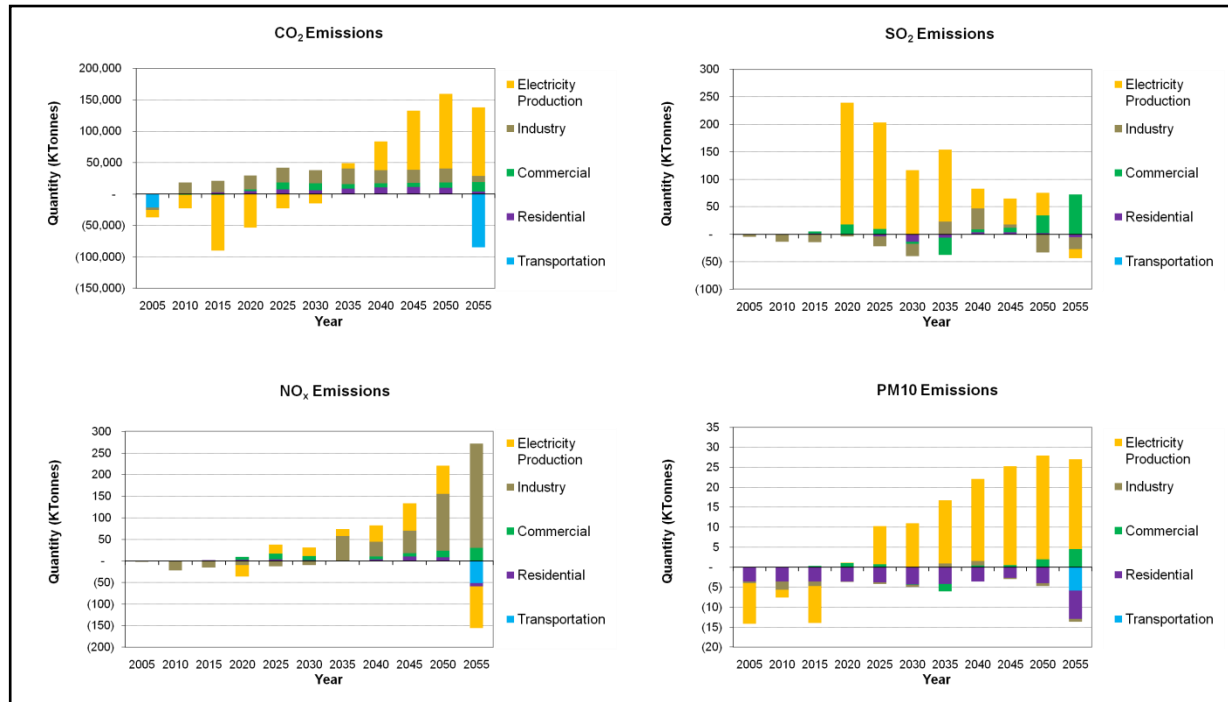 CO₂ Emissions
Quantity (KTonnes)
200,000
150,000
100,000
50,000
-
(50,000)
(100,000)
(150,000)
2005 2010 2015 2020 2025 2030 2035 2040 2045 2050 2055
Year
Electricity
Production
Industry
Commercial
Residential
Transportation
SO₂ Emissions
Quantity (KTonnes)
300
250
200
150
100
50
-
(50)
(100)
2005 2010 2015 2020 2025 2030 2035 2040 2045 2050 2055
Year
Electricity
Production
Industry
Commercial
Residential
Transportation
NOₓ Emissions
Quantity (KTonnes)
300
250
200
150
100
50
-
(50)
(100)
(150)
(200)
2005 2010 2015 2020 2025 2030 2035 2040 2045 2050 2055
Year
Electricity
Production
Industry
Commercial
Residential
Transportation
PM10 Emissions
Quantity (KTonnes)
35
30
25
20
15
10
5
-
(5)
(10)
(15)
(20)
2005 2010 2015 2020 2025 2030 2035 2040 2045 2050 2055
Year
Electricity
Production
Industry
Commercial
Residential
Transportation